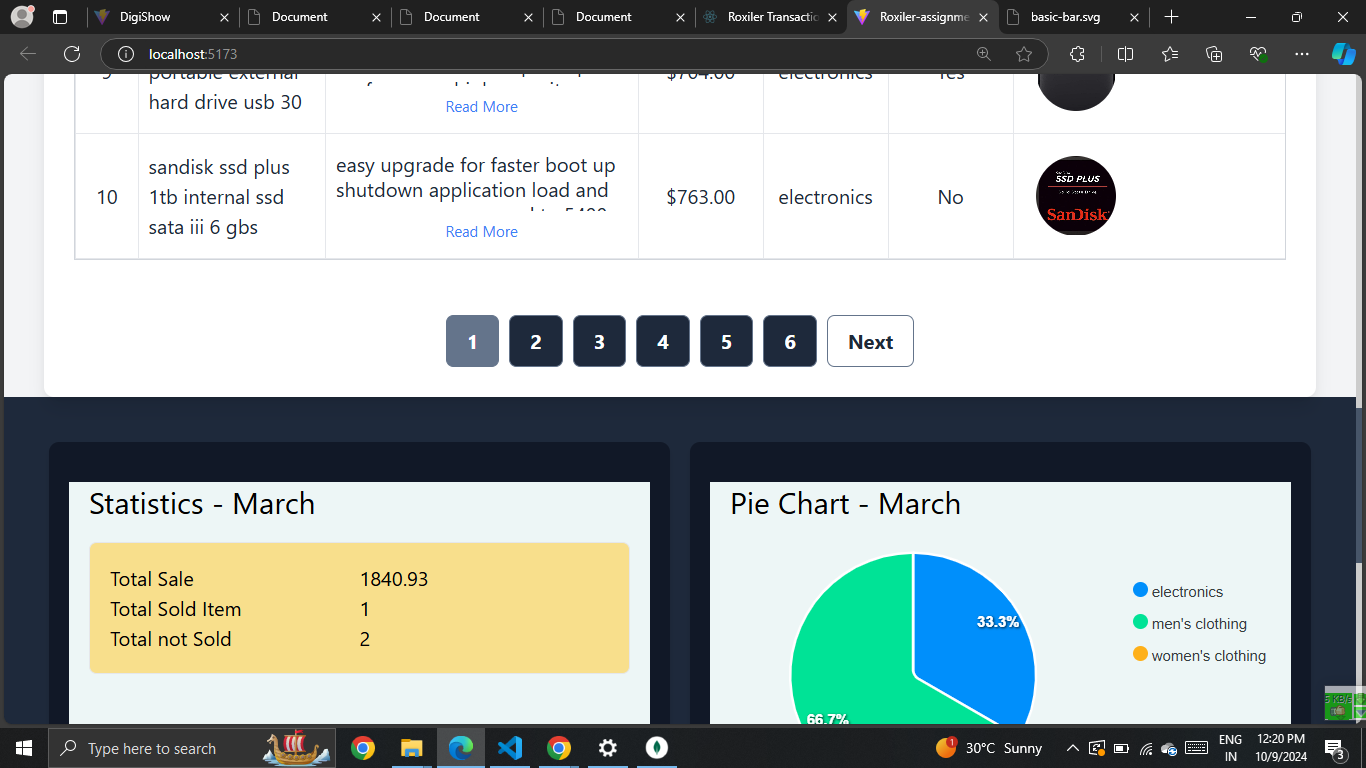 DigiShow
Document
Document
Document
Roxiler Transactic
Roxiler-assignme
basic-bar.svg
localhost:5173
9
portable external
hard drive usb 30
Read More
$764.00
electronics
Yes
10
sandisk ssd plus
1tb internal ssd
sata iii 6 gbs
easy upgrade for faster boot up
shutdown application load and
Read More
$763.00
electronics
No
SSD PLUS
SanDisk
1 2 3 4 5 6 Next
Statistics - March
Total Sale 1840.93
Total Sold Item 1
Total not Sold 2
Pie Chart - March
33.3%
66.7%
electronics
men's clothing
women's clothing
Type here to search
1
30°C Sunny
ENG
IN
12:20 PM
10/9/2024
3